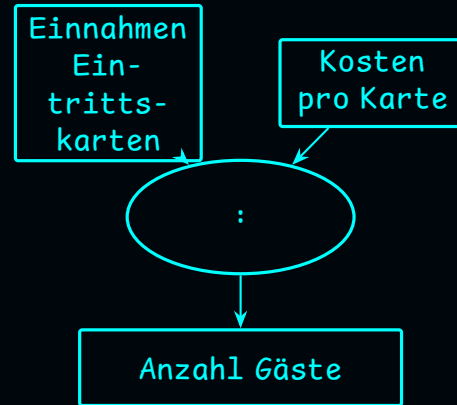 Einnahmen
Ein-
tritts-
karten
Kosten
pro Karte
:
Anzahl Gäste